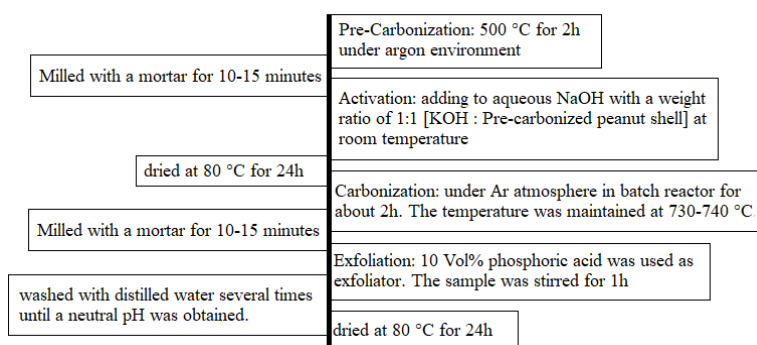 Pre-Carbonization: 500 °C for 2h
under argon environment
Milled with a mortar for 10-15 minutes
Activation: adding to aqueous NaOH with a weight
ratio of 1:1 [KOH : Pre-carbonized peanut shell] at
room temperature
dried at 80 °C for 24h
Carbonization: under Ar atmosphere in batch reactor for
about 2h. The temperature was maintained at 730-740 °C.
Milled with a mortar for 10-15 minutes
Exfoliation: 10 Vol% phosphoric acid was used as
exfoliator. The sample was stirred for 1h
washed with distilled water several times
until a neutral pH was obtained.
dried at 80 °C for 24h